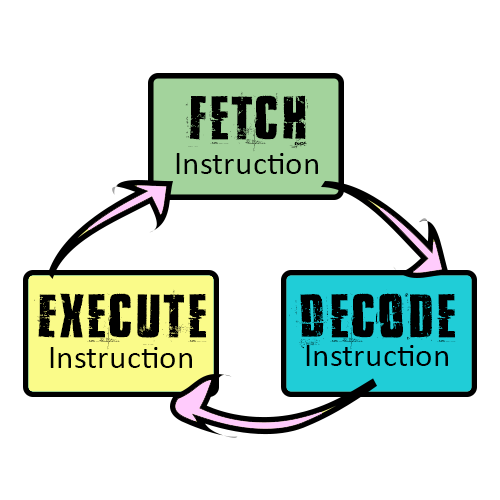 FETCH
Instruction
EXECUTE
Instruction
DECODE
Instruction